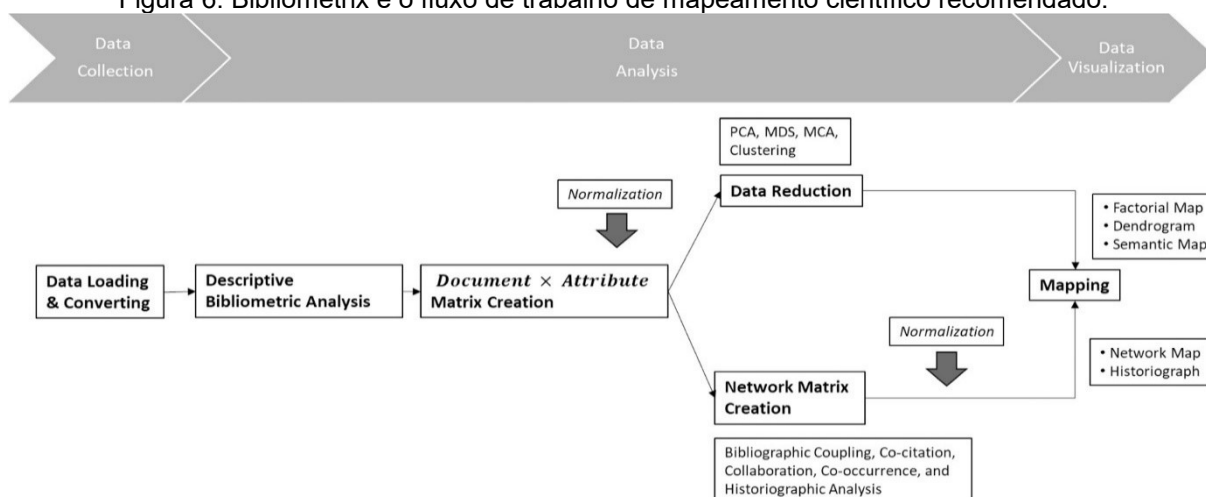 Figura 6. Bibliometrix e o fluxo de trabalho de mapeamento científico recomendado.
Data
Collection
Data
Analysis
Data
Visualization
PCA, MDS, MCA,
Clustering
Normalization
Data Reduction
• Factorial Map
• Dendrogram
• Semantic Map
Data Loading
& Converting
Descriptive
Bibliometric Analysis
Document × Attribute
Matrix Creation
Mapping
Normalization
Network Matrix
Creation
• Network Map
• Historiograph
Bibliographic Coupling, Co-citation,
Collaboration, Co-occurrence, and
Historiographic Analysis